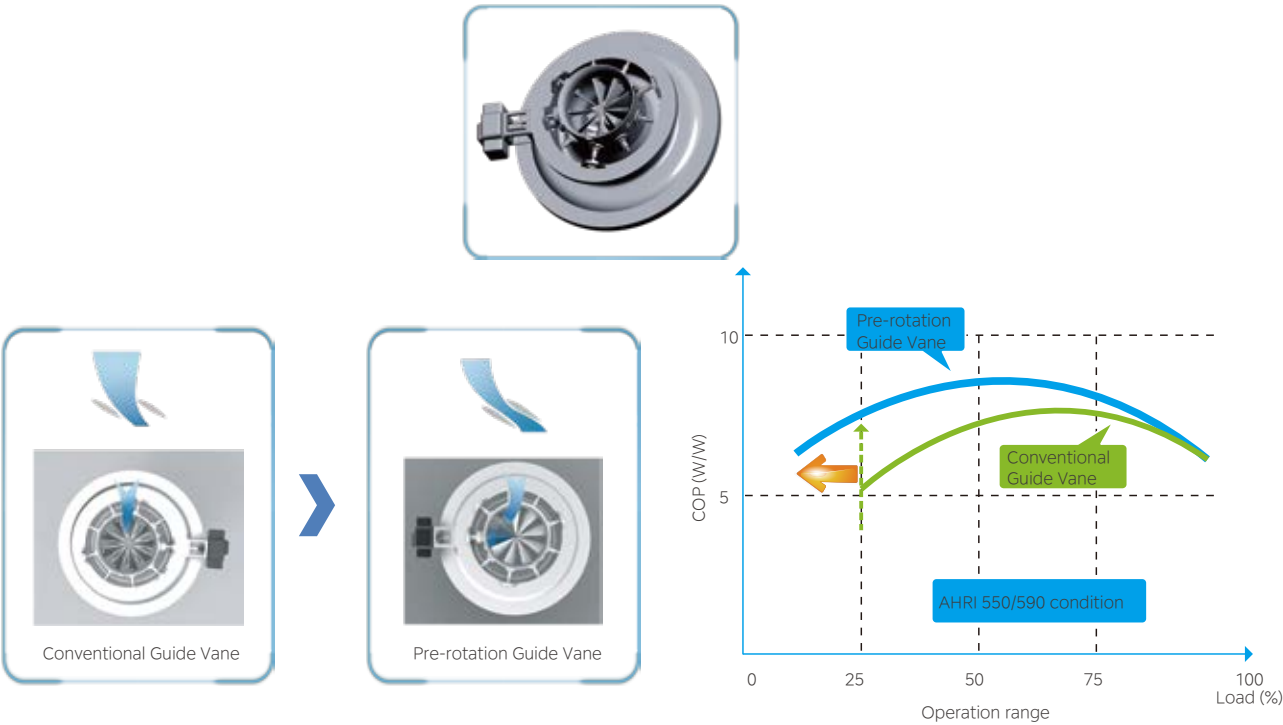 Conventional Guide Vane
Pre-rotation Guide Vane
10
5
COP (W/W)
Pre-rotation
Guide Vane
Conventional
Guide Vane
AHRI 550/590 condition
0
25
50
75
100
Load (%)
Operation range